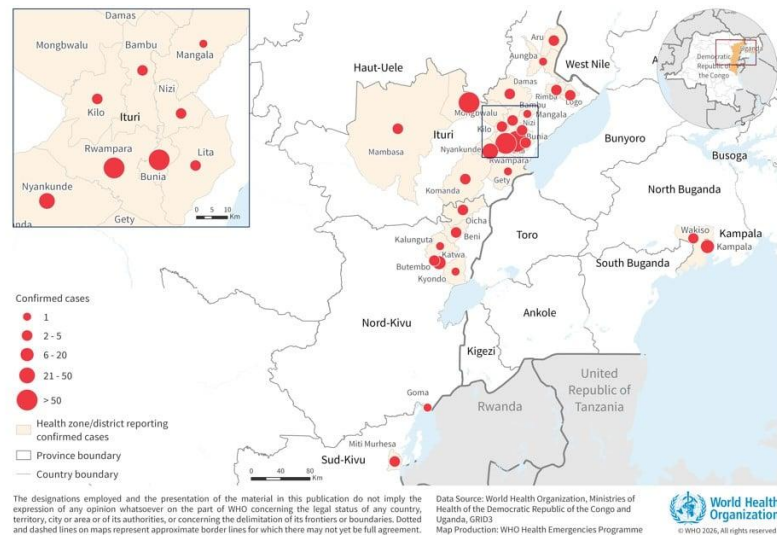 Damas
Mongbwalu
Bambu
Mangala
Nizi
Kilo
Ituri
Rwampara
Lita
Bunia
Nyankunde
Gety
0 5 10
Km
Haut-Uele
Aru
Aungba
West Nile
Damas
Rimba
Logo
Mongbwalu
Bambu
Mangala
Ituri
Kilo
Nizi
Bunia
Mambasa
Nyankunde
Rwampara
Gety
Komanda
Oicha
Beni
Kalunguta
Katwa
Butembo
Kyondo
Democratic
Republic of
the Congo
Uganda
Bunyoro
Busoga
North Buganda
Toro
Wakiso
Kampala
Kampala
South Buganda
Ankole
Nord-Kivu
Kigezi
Goma
Rwanda
United
Republic of
Tanzania
Miti Murhesa
Sud-Kivu
0 40 80
Km
Confirmed cases
1
2 - 5
6 - 20
21 - 50
> 50
Health zone/district reporting
confirmed cases
Province boundary
Country boundary
The designations employed and the presentation of the material in this publication do not imply the
expression of any opinion whatsoever on the part of WHO concerning the legal status of any country,
territory, city or area or of its authorities, or concerning the delimitation of its frontiers or boundaries. Dotted
and dashed lines on maps represent approximate border lines for which there may not yet be full agreement.
Data Source: World Health Organization, Ministries of
Health of the Democratic Republic of the Congo and
Uganda, GRID3
Map Production: WHO Health Emergencies Programme
World Health
Organization
© WHO 2026, All rights reserved.